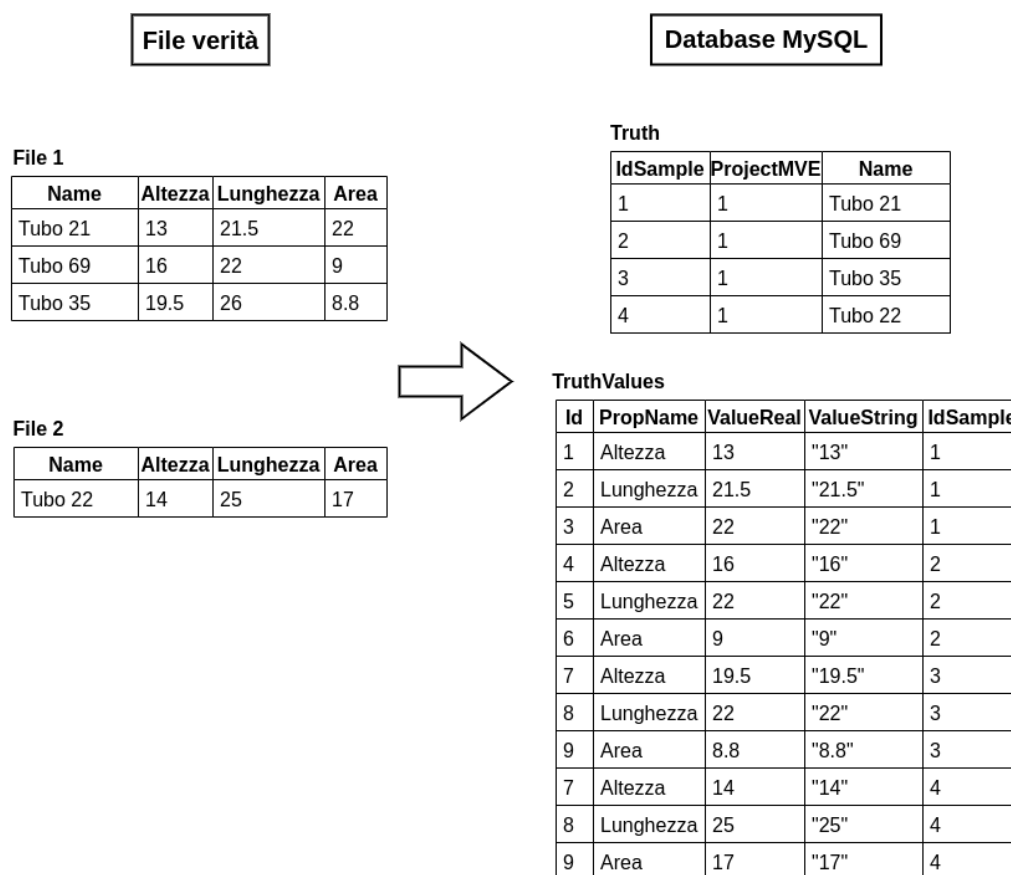 File verità
Database MySQL
File 1
Name Altezza Lunghezza Area
Tubo 21 13 21.5 22
Tubo 69 16 22 9
Tubo 35 19.5 26 8.8
File 2
Name Altezza Lunghezza Area
Tubo 22 14 25 17
Truth
IdSample ProjectMVE Name
1 1 Tubo 21
2 1 Tubo 69
3 1 Tubo 35
4 1 Tubo 22
TruthValues
Id PropName ValueReal ValueString IdSample
1 Altezza 13 "13" 1
2 Lunghezza 21.5 "21.5" 1
3 Area 22 "22" 1
4 Altezza 16 "16" 2
5 Lunghezza 22 "22" 2
6 Area 9 "9" 2
7 Altezza 19.5 "19.5" 3
8 Lunghezza 22 "22" 3
9 Area 8.8 "8.8" 3
7 Altezza 14 "14" 4
8 Lunghezza 25 "25" 4
9 Area 17 "17" 4